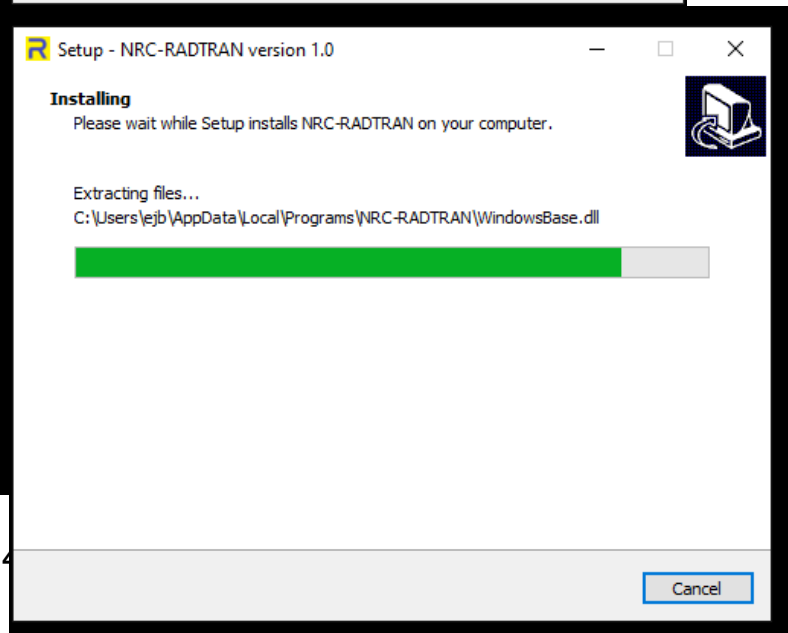 Setup - NRC-RADTRAN version 1.0
Installing
Please wait while Setup installs NRC-RADTRAN on your computer.
Extracting files...
C:\Users\ejb\AppData\Local\Programs\NRC-RADTRAN\WindowsBase.dll
Cancel